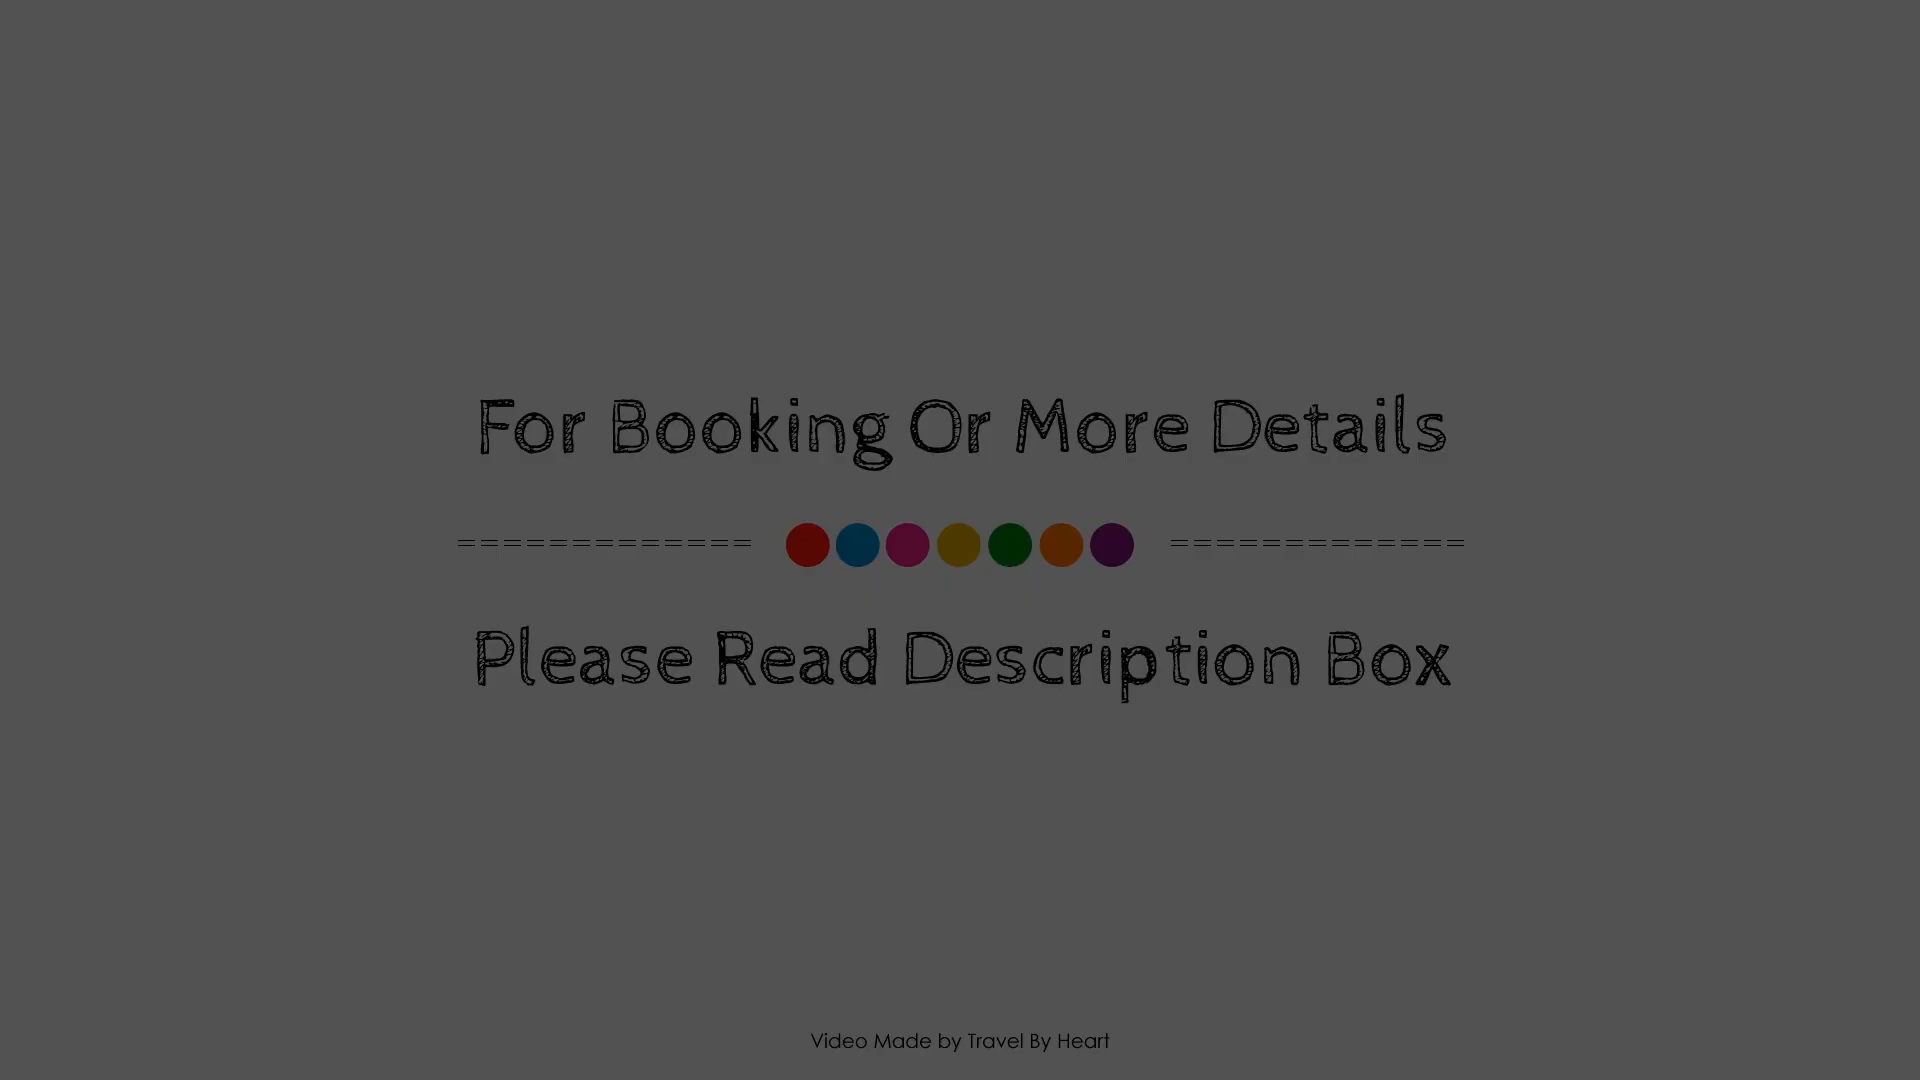 For Booking Or More Details
============= =============
Please Read Description Box
Video Made by Travel By Heart